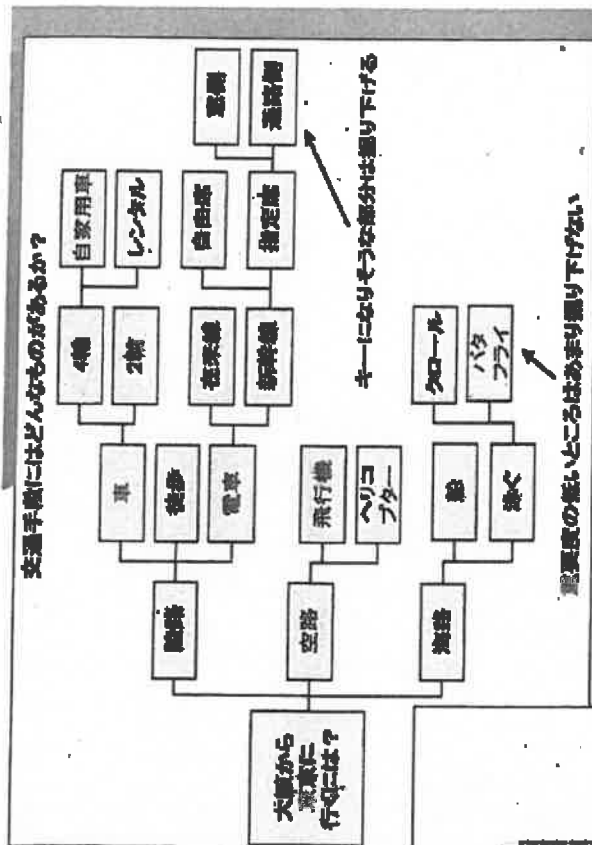 交通手段にはどんなものがあるか？
大阪から
東京に
行くには？
陸路
車
4輪
自家用車
レンタル
2輪
徒歩
電車
在来線
新幹線
自由席
指定席
窓側
通路側
キーになりそうな部分は掘り下げる
空路
飛行機
ヘリコ
プター
海路
船
泳ぐ
クロール
バタ
フライ
重要度の低いところはあまり掘り下げない